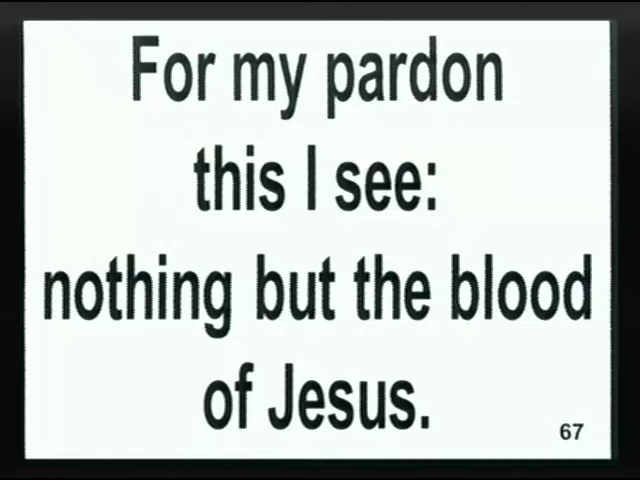 For my pardon
this I see:
nothing but the blood
of Jesus.
67